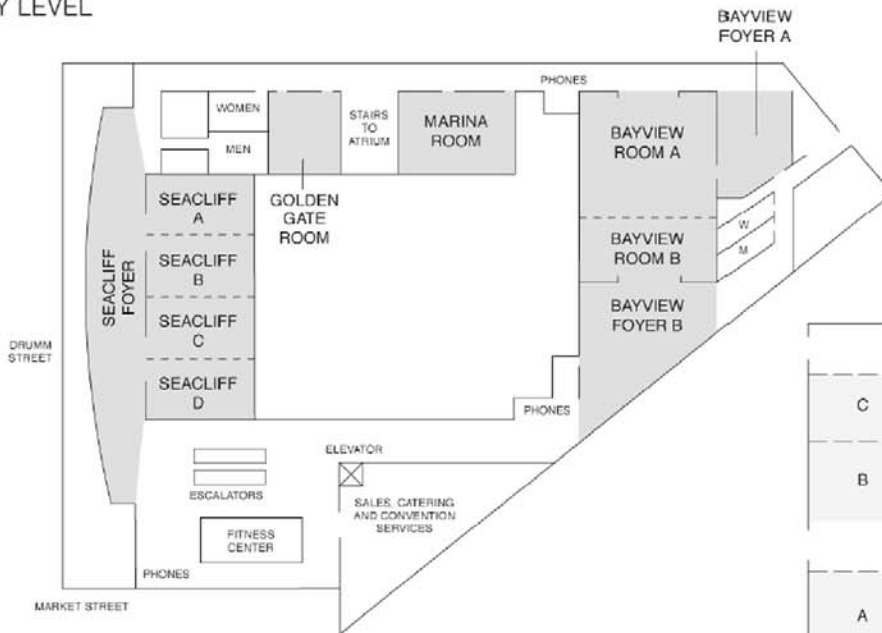 Y LEVEL
BAYVIEW
FOYER A
PHONES
WOMEN
MEN
STAIRS
TO
ATRIUM
MARINA
ROOM
BAYVIEW
ROOM A
GOLDEN
GATE
ROOM
SEACLIFF
A
SEACLIFF
B
SEACLIFF
C
SEACLIFF
D
SEACLIFF
FOYER
BAYVIEW
ROOM B
W
M
BAYVIEW
FOYER B
DRUMM
STREET
PHONES
ELEVATOR
ESCALATORS
SALES, CATERING
AND CONVENTION
SERVICES
FITNESS
CENTER
PHONES
MARKET STREET
C
B
A